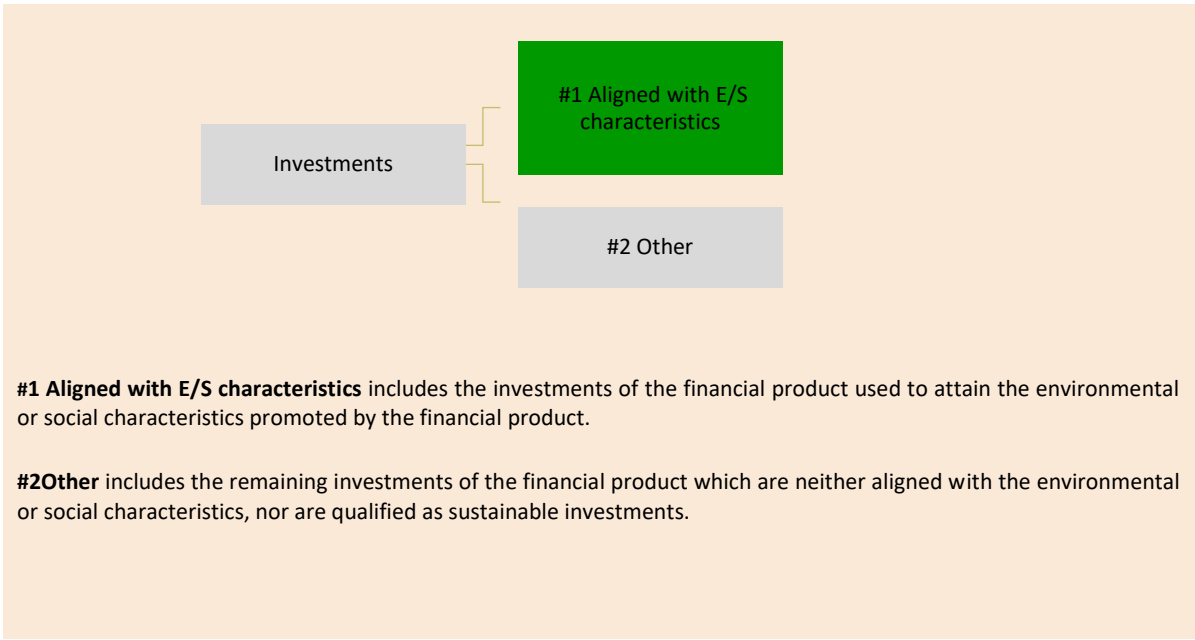 #1 Aligned with E/S
characteristics
Investments
#2 Other
#1 Aligned with E/S characteristics includes the investments of the financial product used to attain the environmental
or social characteristics promoted by the financial product.
#2Other includes the remaining investments of the financial product which are neither aligned with the environmental
or social characteristics, nor are qualified as sustainable investments.